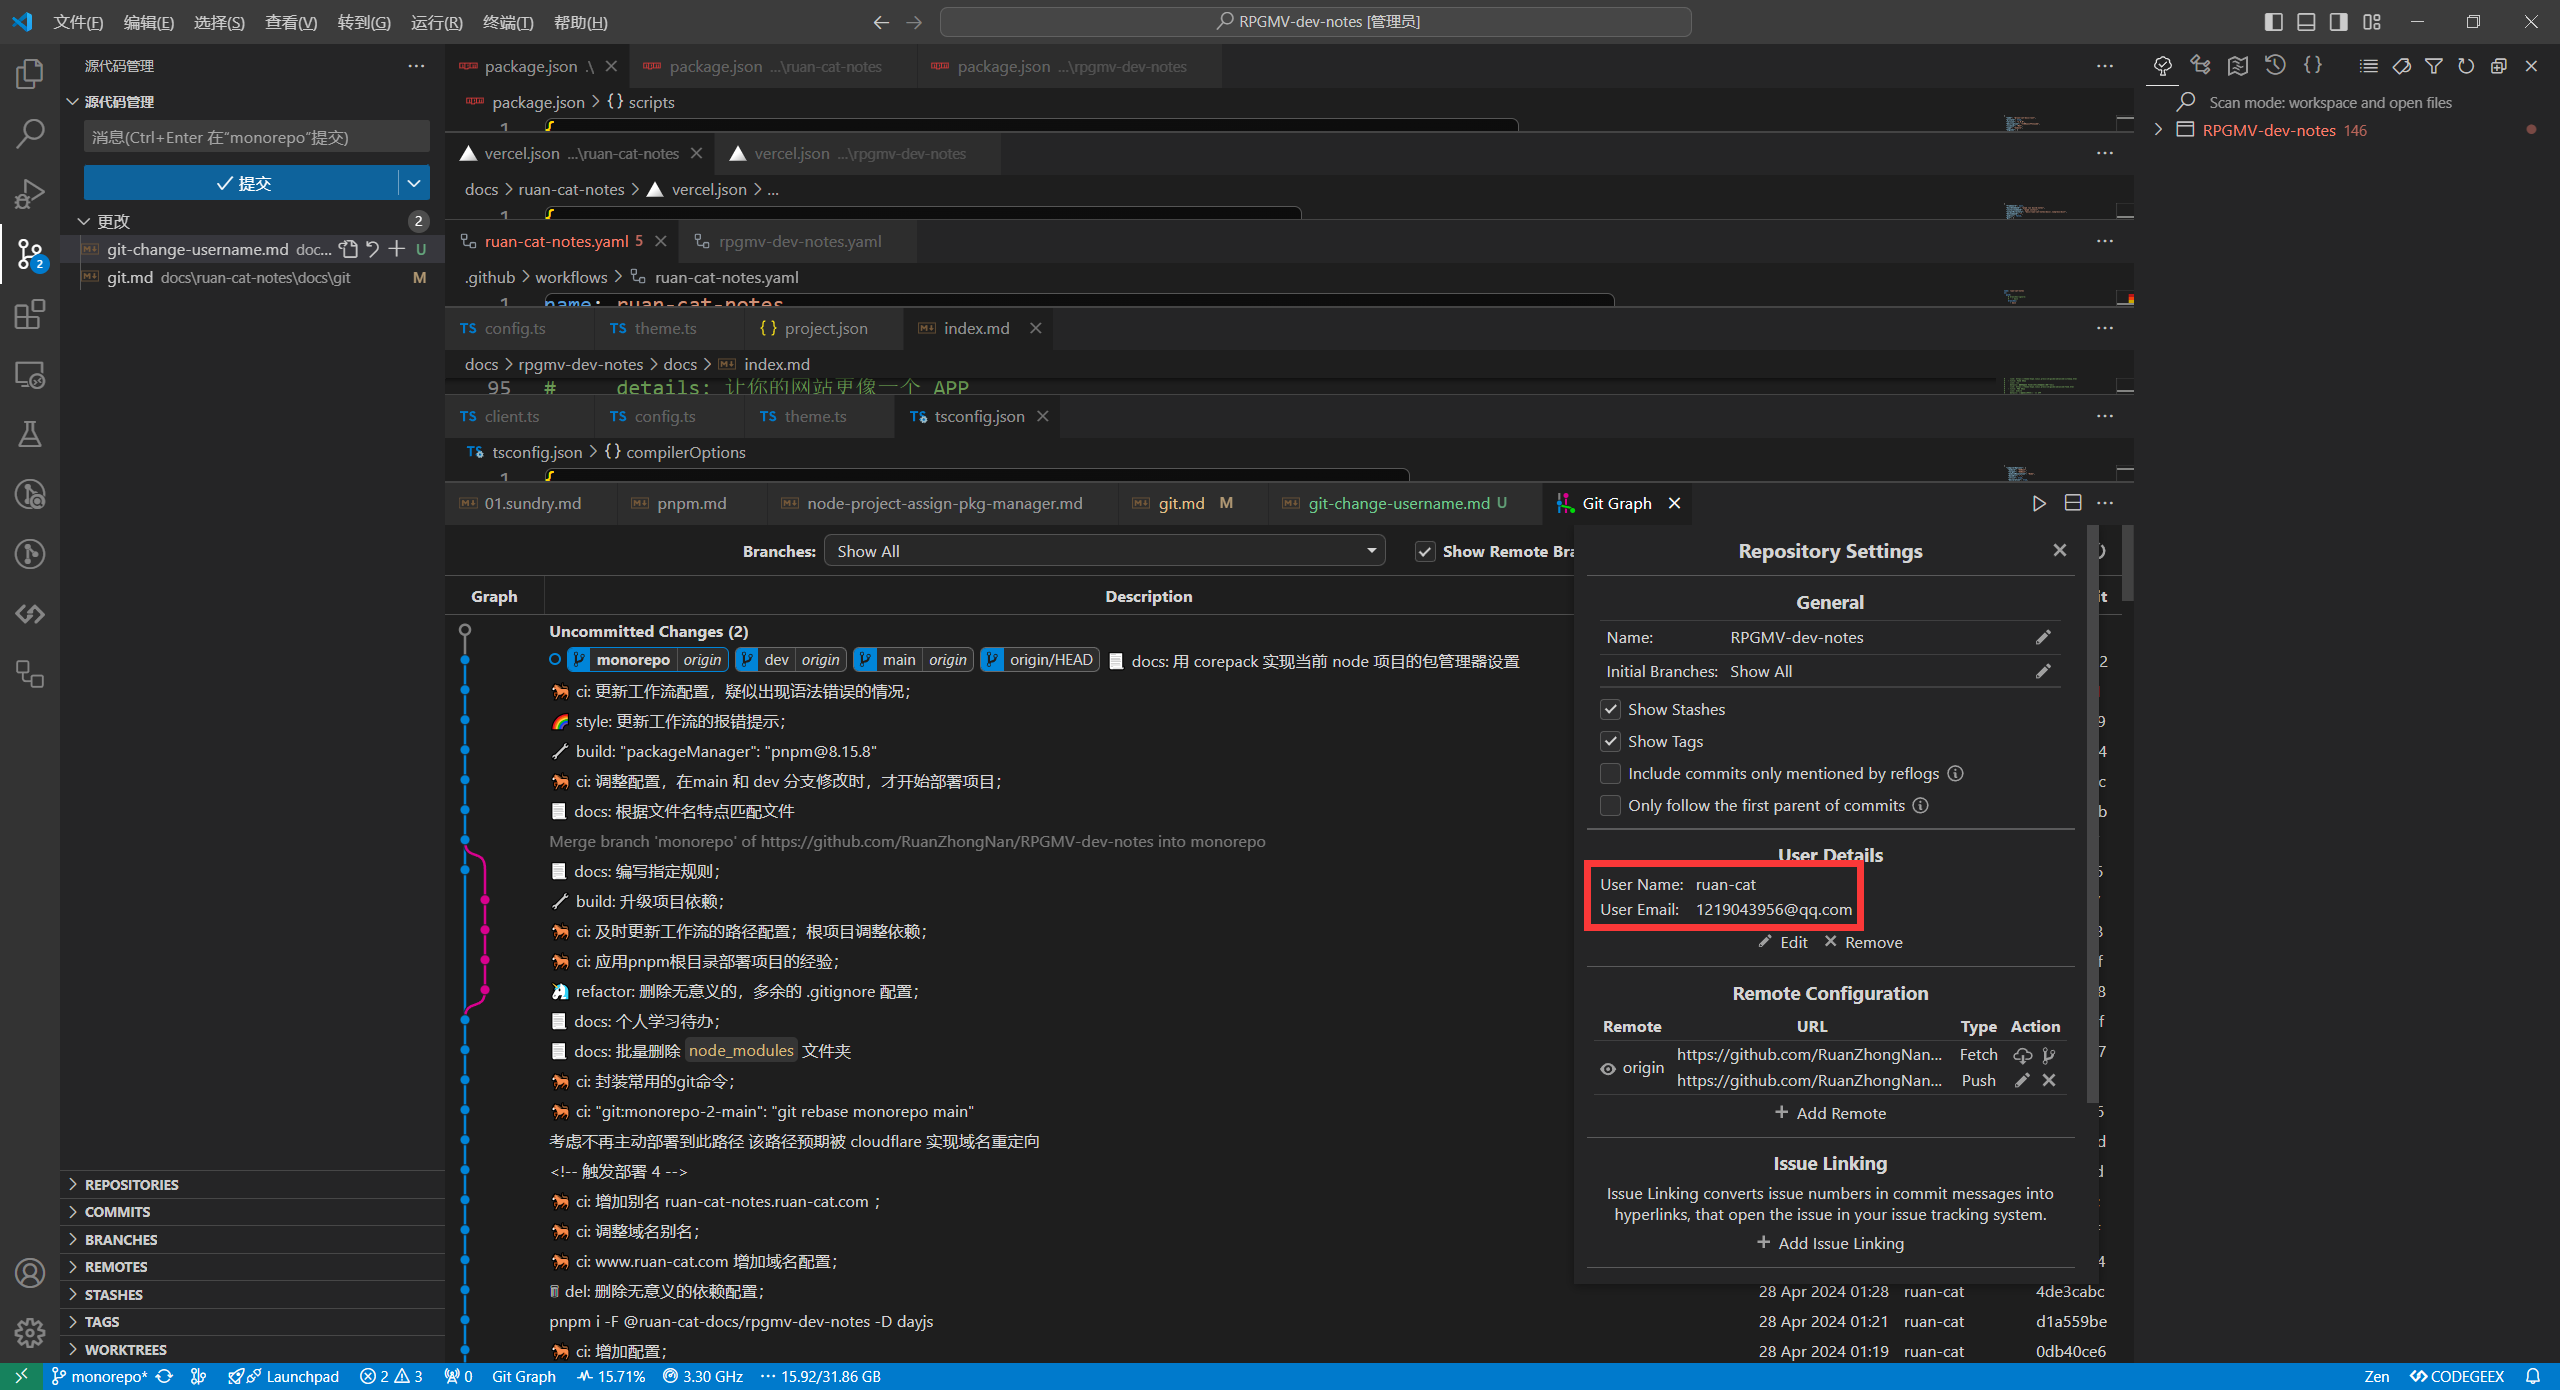 文件(F) 编辑(E) 选择(S) 查看(V) 转到(G) 运行(R) 终端(T) 帮助(H)
RPGMV-dev-notes [管理员]
源代码管理
源代码管理
消息(Ctrl+Enter 在"monorepo"提交)
提交
更改 2
git-change-username.md doc... U
git.md docs\ruan-cat-notes\docs\git M
2
REPOSITORIES
COMMITS
BRANCHES
REMOTES
STASHES
TAGS
WORKTREES
package.json .\ package.json ...\ruan-cat-notes package.json ...\rpgmv-dev-notes
package.json > {} scripts
1 {
vercel.json ...\ruan-cat-notes vercel.json ...\rpgmv-dev-notes
docs > ruan-cat-notes > vercel.json > ...
1 {
ruan-cat-notes.yaml 5 rpgmv-dev-notes.yaml
.github > workflows > ruan-cat-notes.yaml
1 name: ruan-cat-notes
TS config.ts TS theme.ts {} project.json index.md
docs > rpgmv-dev-notes > docs > index.md
95 # details: 让你的网站更像一个 APP
TS client.ts TS config.ts TS theme.ts TS tsconfig.json
TS tsconfig.json > {} compilerOptions
1 {
01.sundry.md pnpm.md node-project-assign-pkg-manager.md git.md M git-change-username.md U Git Graph
Branches: Show All Show Remote Bra
Graph Description
Uncommitted Changes (2)
monorepo origin dev origin main origin origin/HEAD docs: 用 corepack 实现当前 node 项目的包管理器设置
ci: 更新工作流配置，疑似出现语法错误的情况；
style: 更新工作流的报错提示；
build: "packageManager": "pnpm@8.15.8"
ci: 调整配置，在main 和 dev 分支修改时，才开始部署项目；
docs: 根据文件名特点匹配文件
Merge branch 'monorepo' of https://github.com/RuanZhongNan/RPGMV-dev-notes into monorepo
docs: 编写指定规则；
build: 升级项目依赖；
ci: 及时更新工作流的路径配置；根项目调整依赖；
ci: 应用pnpm根目录部署项目的经验；
refactor: 删除无意义的，多余的 .gitignore 配置；
docs: 个人学习待办；
docs: 批量删除 node_modules 文件夹
ci: 封装常用的git命令；
ci: "git:monorepo-2-main": "git rebase monorepo main"
考虑不再主动部署到此路径 该路径预期被 cloudflare 实现域名重定向
<!-- 触发部署 4 -->
ci: 增加别名 ruan-cat-notes.ruan-cat.com ；
ci: 调整域名别名；
ci: www.ruan-cat.com 增加域名配置；
del: 删除无意义的依赖配置； 28 Apr 2024 01:28 ruan-cat 4de3cabc
pnpm i -F @ruan-cat-docs/rpgmv-dev-notes -D dayjs 28 Apr 2024 01:21 ruan-cat d1a559be
ci: 增加配置； 28 Apr 2024 01:19 ruan-cat 0db40ce6
Repository Settings
General
Name: RPGMV-dev-notes
Initial Branches: Show All
Show Stashes
Show Tags
Include commits only mentioned by reflogs
Only follow the first parent of commits
User Details
User Name: ruan-cat
User Email: 1219043956@qq.com
Edit Remove
Remote Configuration
Remote URL Type Action
origin
https://github.com/RuanZhongNan... Fetch
https://github.com/RuanZhongNan... Push
Add Remote
Issue Linking
Issue Linking converts issue numbers in commit messages into
hyperlinks, that open the issue in your issue tracking system.
Add Issue Linking
Scan mode: workspace and open files
RPGMV-dev-notes 146
monorepo* Launchpad 2 3 0 Git Graph 15.71% 3.30 GHz 15.92/31.86 GB Zen CODEGEEX